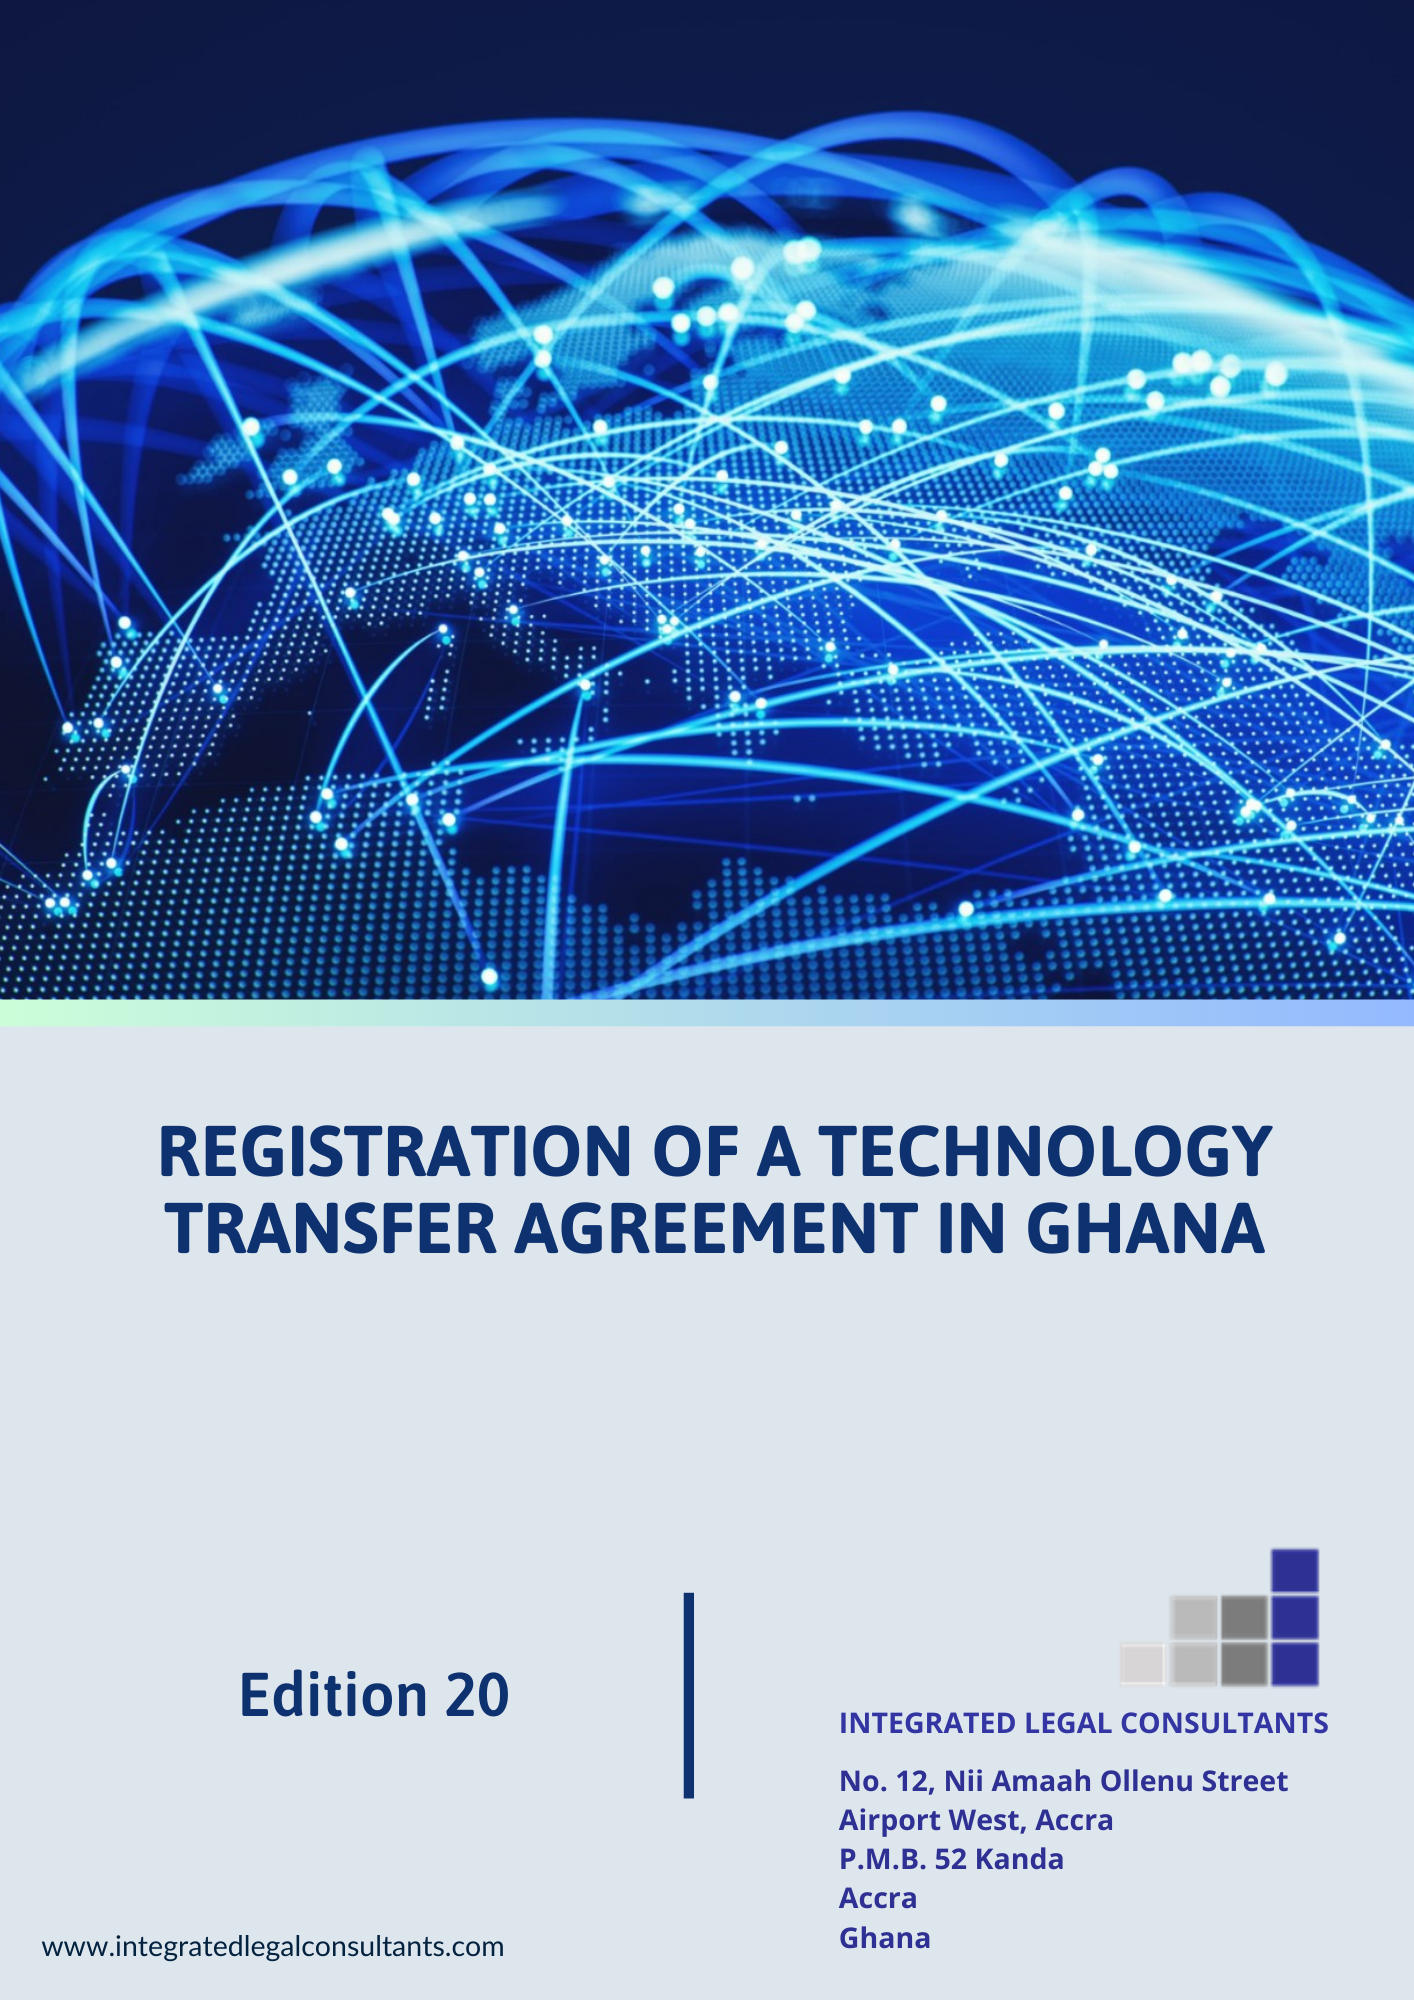 REGISTRATION OF A TECHNOLOGY
TRANSFER AGREEMENT IN GHANA
Edition 20
INTEGRATED LEGAL CONSULTANTS
No. 12, Nii Amaah Ollenu Street
Airport West, Accra
P.M.B. 52 Kanda
Accra
Ghana
www.integratedlegalconsultants.com